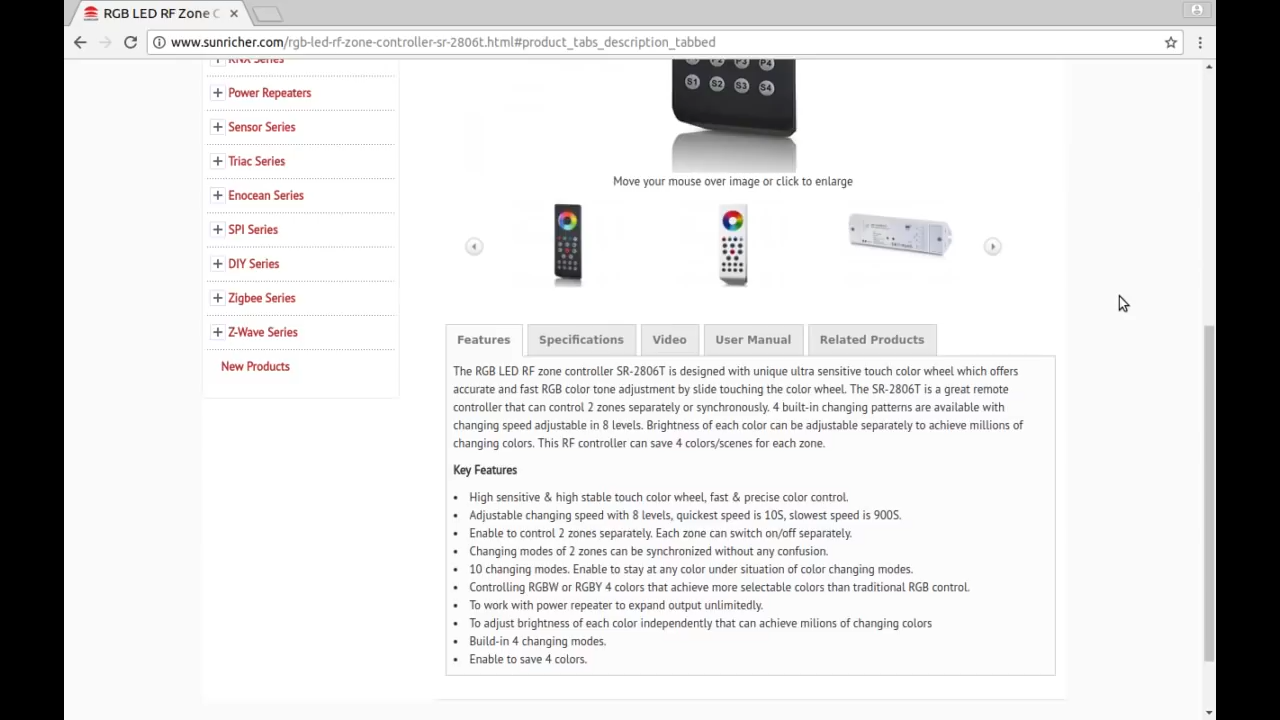 RGB LED RF Zone C
www.sunricher.com/rgb-led-rf-zone-controller-sr-2806t.html#product_tabs_description_tabbed
KNX Series
Power Repeaters
Sensor Series
Triac Series
Enocean Series
SPI Series
DIY Series
Zigbee Series
Z-Wave Series
New Products
S1 S2 S3 S4
Move your mouse over image or click to enlarge
Features Specifications Video User Manual Related Products
The RGB LED RF zone controller SR-2806T is designed with unique ultra sensitive touch color wheel which offers
accurate and fast RGB color tone adjustment by slide touching the color wheel. The SR-2806T is a great remote
controller that can control 2 zones separately or synchronously. 4 built-in changing patterns are available with
changing speed adjustable in 8 levels. Brightness of each color can be adjustable separately to achieve millions of
changing colors. This RF controller can save 4 colors/scenes for each zone.
Key Features
• High sensitive & high stable touch color wheel, fast & precise color control.
• Adjustable changing speed with 8 levels, quickest speed is 10S, slowest speed is 900S.
• Enable to control 2 zones separately. Each zone can switch on/off separately.
• Changing modes of 2 zones can be synchronized without any confusion.
• 10 changing modes. Enable to stay at any color under situation of color changing modes.
• Controlling RGBW or RGBY 4 colors that achieve more selectable colors than traditional RGB control.
• To work with power repeater to expand output unlimitedly.
• To adjust brightness of each color independently that can achieve milions of changing colors
• Build-in 4 changing modes.
• Enable to save 4 colors.